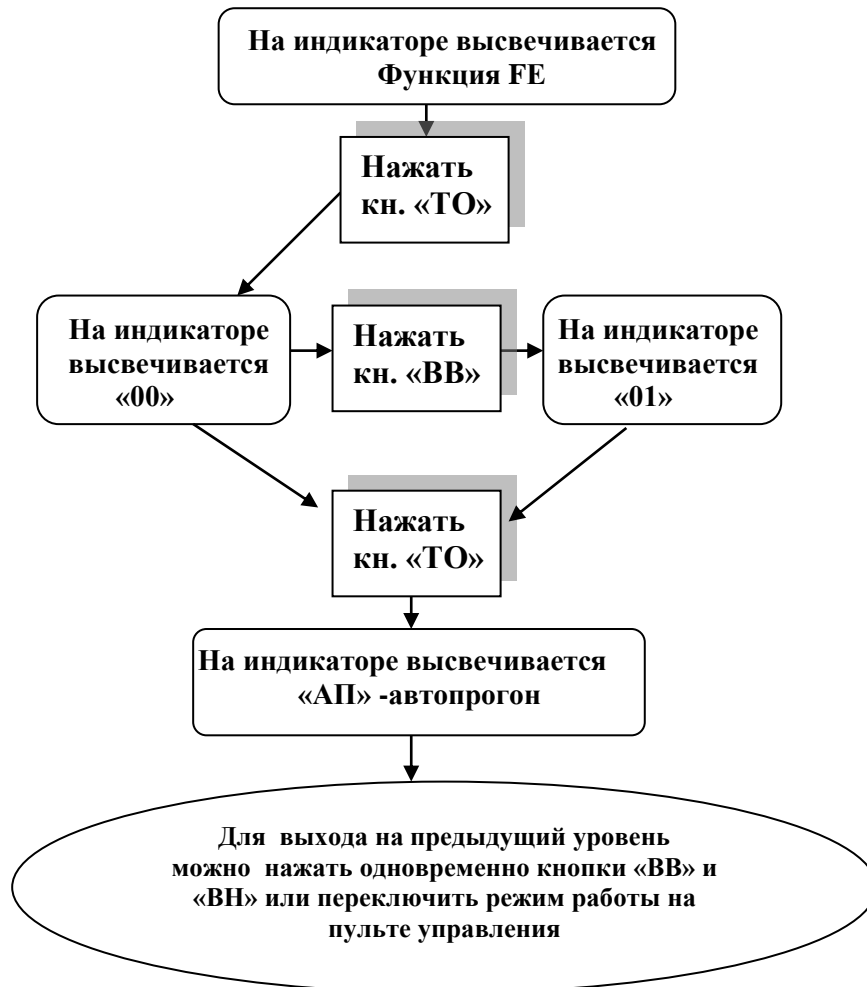 На индикаторе высвечивается
Функция FE
Нажать
кн. «ТО»
На индикаторе
высвечивается
«00»
Нажать
кн. «ВВ»
На индикаторе
высвечивается
«01»
Нажать
кн. «ТО»
На индикаторе высвечивается
«АП» -автопрогон
Для выхода на предыдущий уровень
можно нажать одновременно кнопки «ВВ» и
«ВН» или переключить режим работы на
пульте управления